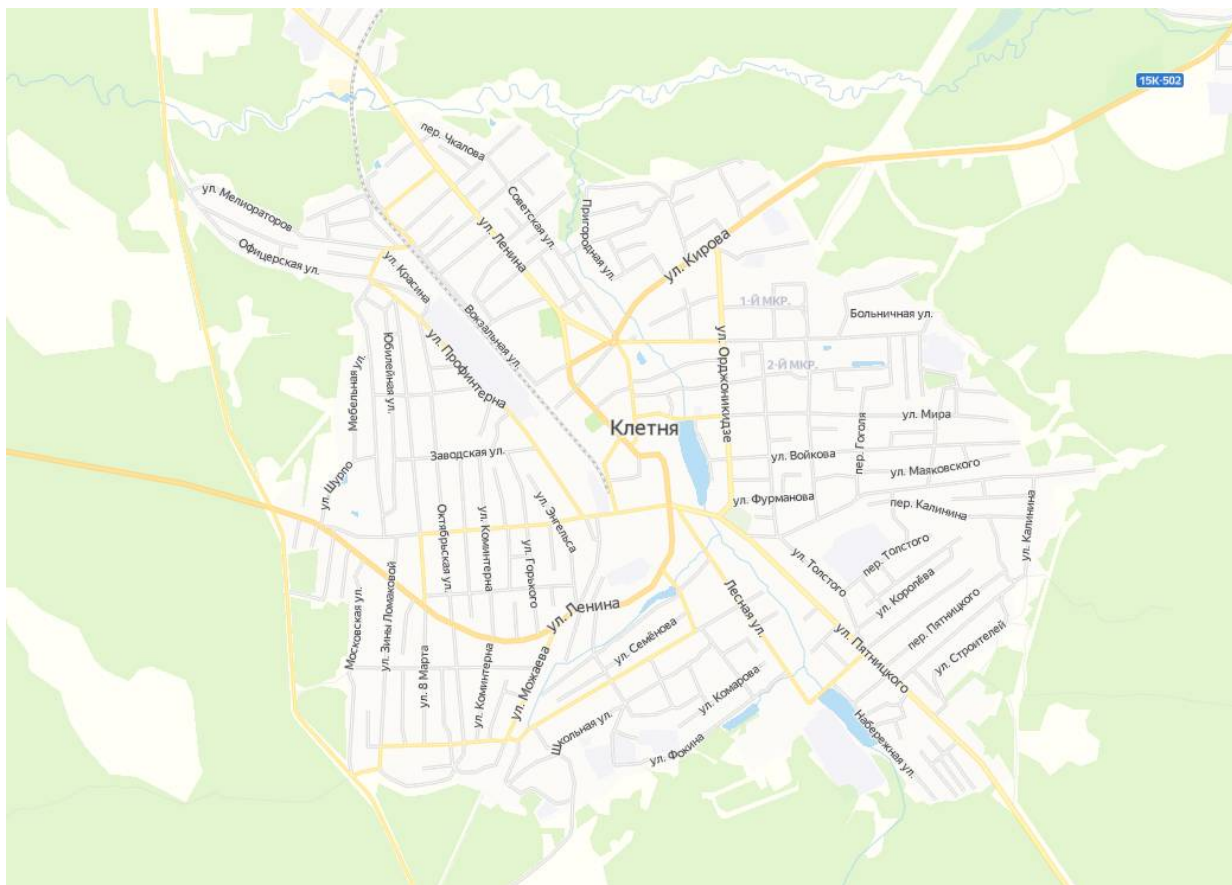 15К-502
пер. Чкалова
ул. Мелиораторов
Советская ул.
Пригородная ул.
ул. Ленина
ул. Кирова
Офицерская ул.
ул. Красина
1-Й МКР.
Вокзальная ул.
Больничная ул.
Юбилейная ул.
ул. Профинтерна
ул. Орджоникидзе
2-Й МКР.
Мебельная ул.
Клетня
ул. Мира
пер. Гоголя
Заводская ул.
ул. Войкова
ул. Маяковского
ул. Шурпо
ул. Фурманова
пер. Калинина
ул. Энгельса
Октябрьская ул.
ул. Коминтерна
ул. Горького
ул. Калинина
пер. Толстого
ул. Толстого
ул. Королёва
Московская ул.
ул. Зины Ломаковой
ул. Ленина
Лесная ул.
пер. Пятницкого
ул. Семёнова
ул. Пятницкого
ул. Строителей
ул. 8 Марта
ул. Коминтерна
ул. Можаева
ул. Комарова
Школьная ул.
ул. Фокина
Набережная ул.